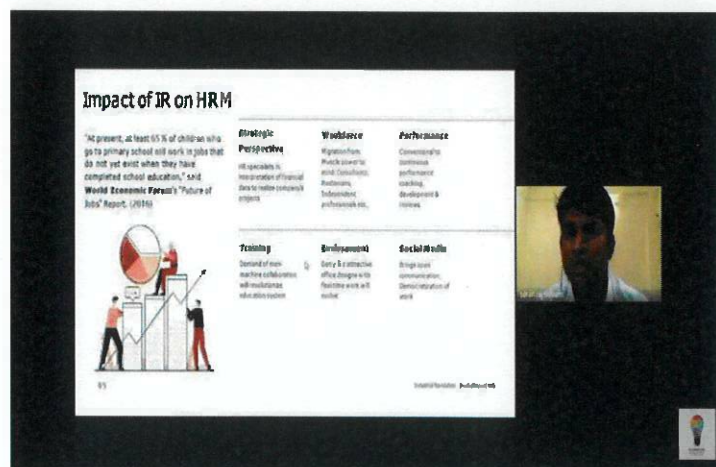 Impact of IR on HRM
"At present, at least 65 % of children who
go to primary school will work in jobs that
do not yet exist when they have
completed school education," said
World Economic Forum's "Future of
Jobs" Report. (2016)
Strategic
Perspective
HR specialists in
interpretation of financial
data to realize company's
projects
Workforce
Migration from
Muscle power to
mind: Consultants,
Freelancers,
Independent
professionals etc.
Performance
Conventional to
continuous
performance
coaching,
development &
reviews
Training
Demand of man
machine collaboration
will revolutionize
education system
Environment
office designs with
flexi time work will
evolve
Social Media
Brings open
communication,
Democratization of
work